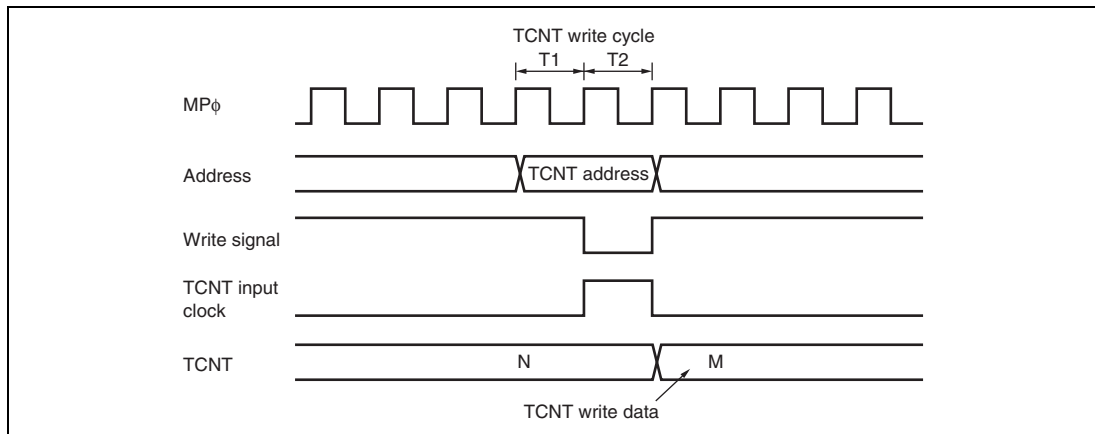 TCNT write cycle
T1 T2
MPϕ
Address
TCNT address
Write signal
TCNT input
clock
TCNT
N
M
TCNT write data